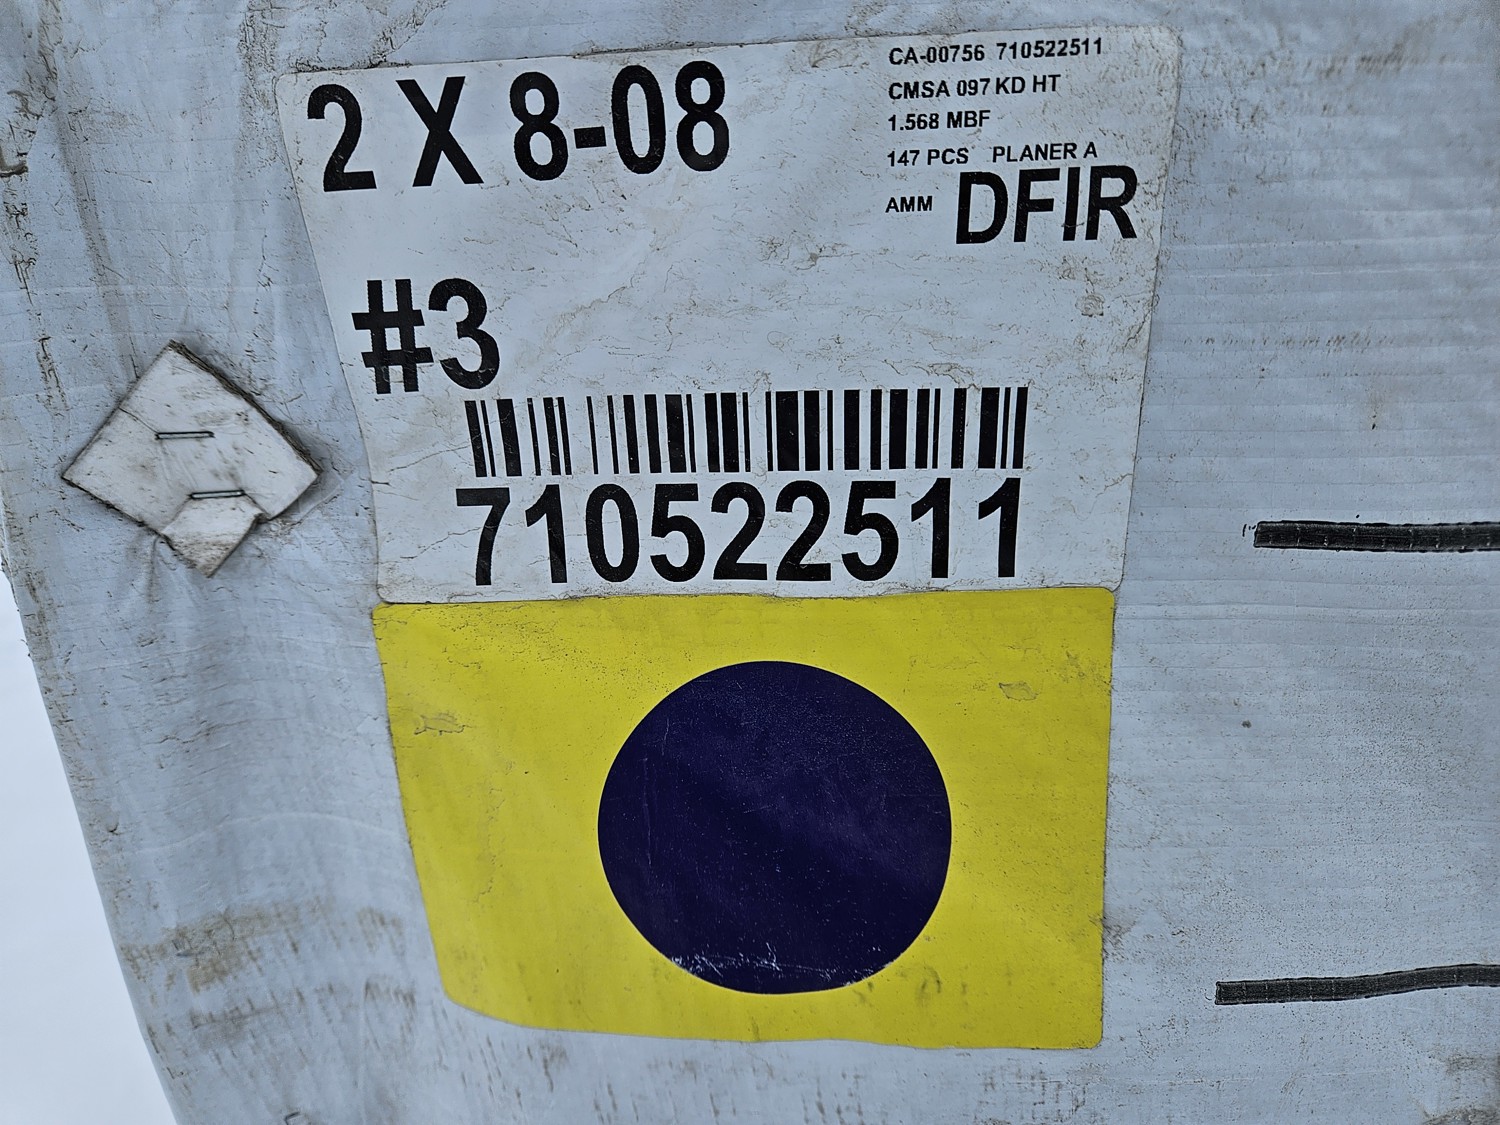 2 X 8-08
CA-00756 710522511
CMSA 097 KD HT
1.568 MBF
147 PCS PLANER A
AMM DFIR
#3
710522511